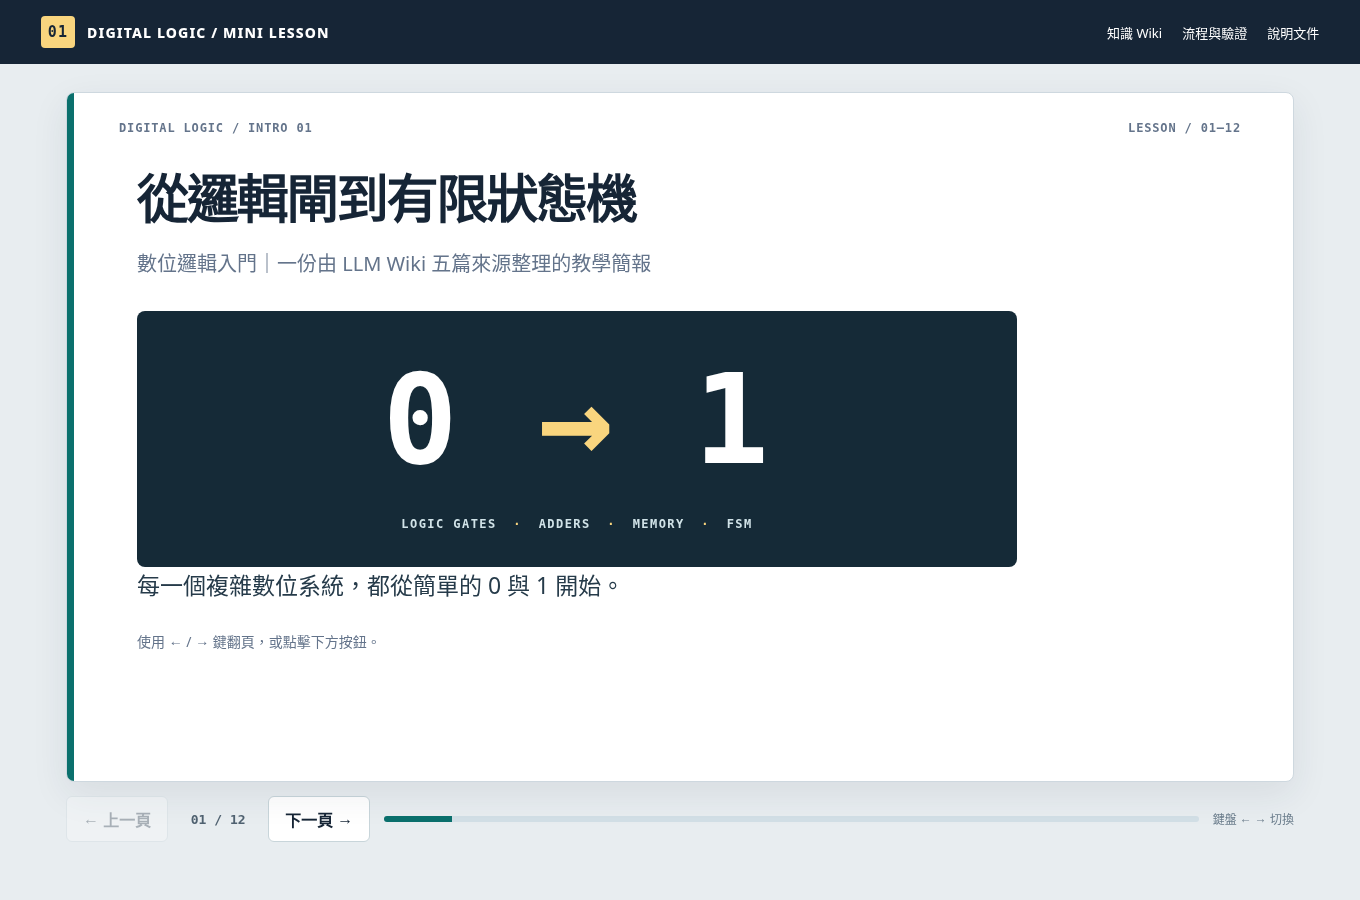 01 DIGITAL LOGIC / MINI LESSON 知識 Wiki 流程與驗證 說明文件
DIGITAL LOGIC / INTRO 01 LESSON / 01–12
從邏輯閘到有限狀態機
數位邏輯入門｜一份由 LLM Wiki 五篇來源整理的教學簡報
0 → 1
LOGIC GATES · ADDERS · MEMORY · FSM
每一個複雜數位系統，都從簡單的 0 與 1 開始。
使用 ← / → 鍵翻頁，或點擊下方按鈕。
← 上一頁 01 / 12 下一頁 → 鍵盤 ← → 切換